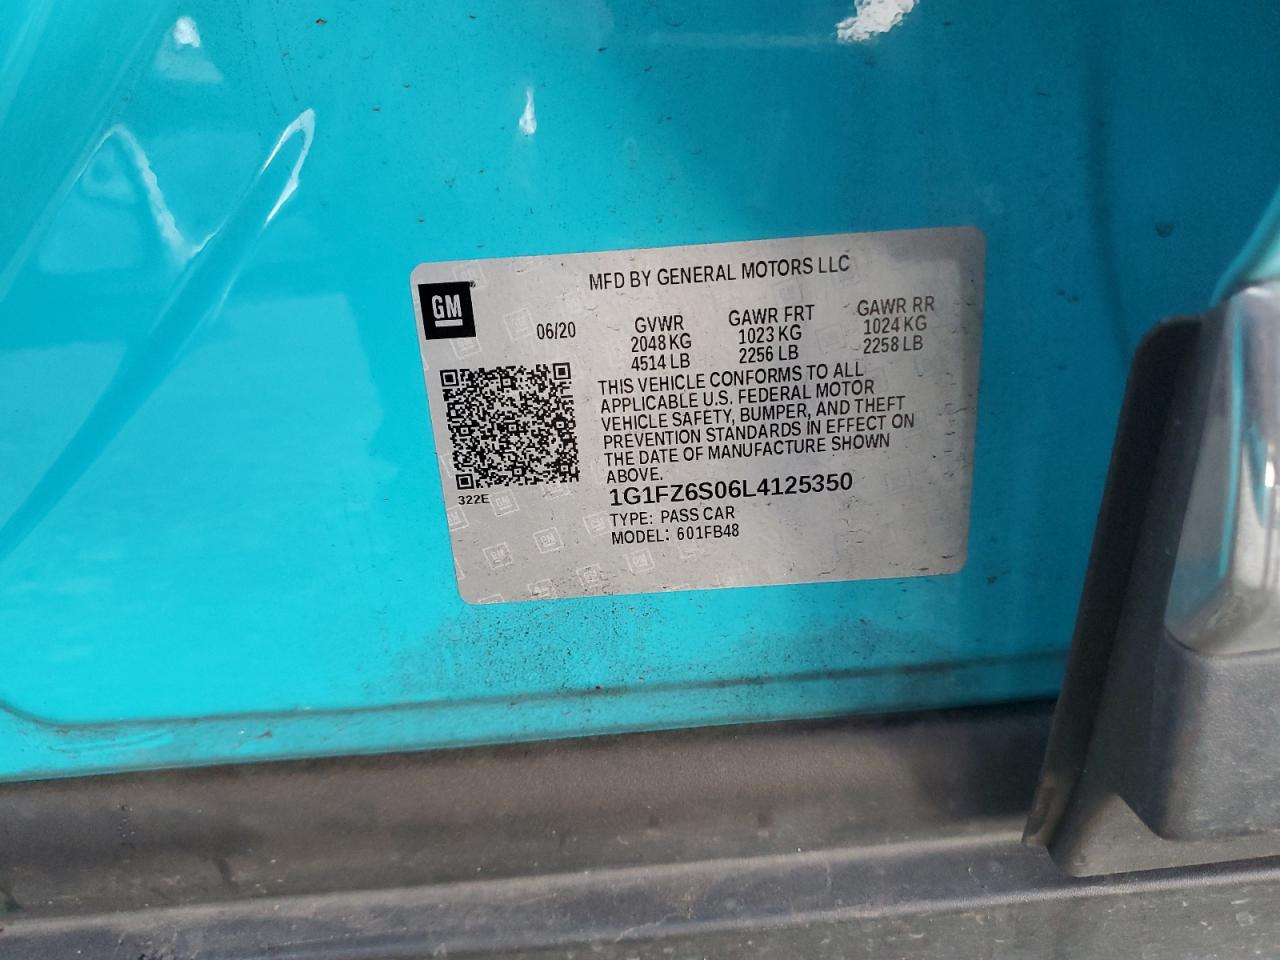 MFD BY GENERAL MOTORS LLC
GM
06/20
GVWR GAWR FRT GAWR RR
2048 KG 1023 KG 1024 KG
4514 LB 2256 LB 2258 LB
THIS VEHICLE CONFORMS TO ALL
APPLICABLE U.S. FEDERAL MOTOR
VEHICLE SAFETY, BUMPER, AND THEFT
PREVENTION STANDARDS IN EFFECT ON
THE DATE OF MANUFACTURE SHOWN
ABOVE.
322E
1G1FZ6S06L4125350
TYPE: PASS CAR
MODEL: 601FB48